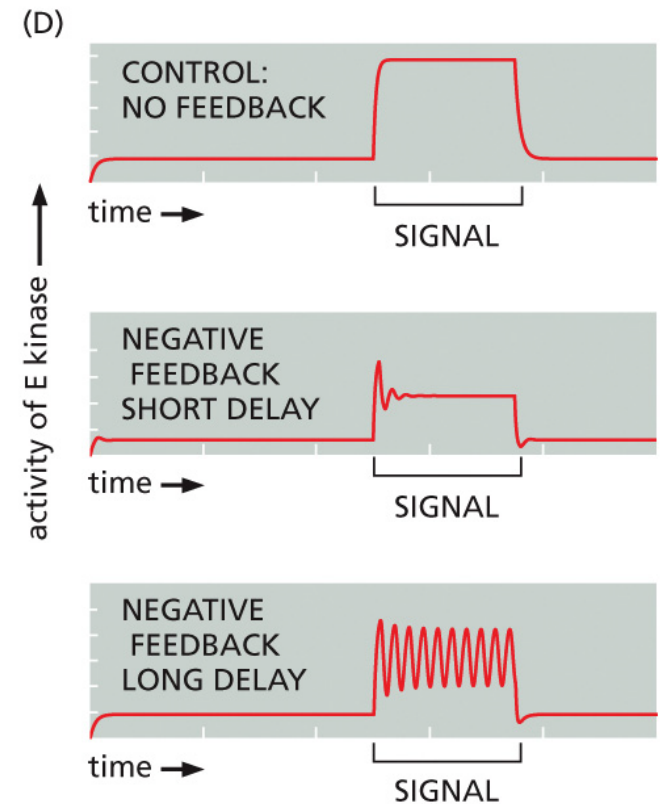 (D)
activity of E kinase
CONTROL:
NO FEEDBACK
time
SIGNAL
NEGATIVE
FEEDBACK
SHORT DELAY
time
SIGNAL
NEGATIVE
FEEDBACK
LONG DELAY
time
SIGNAL